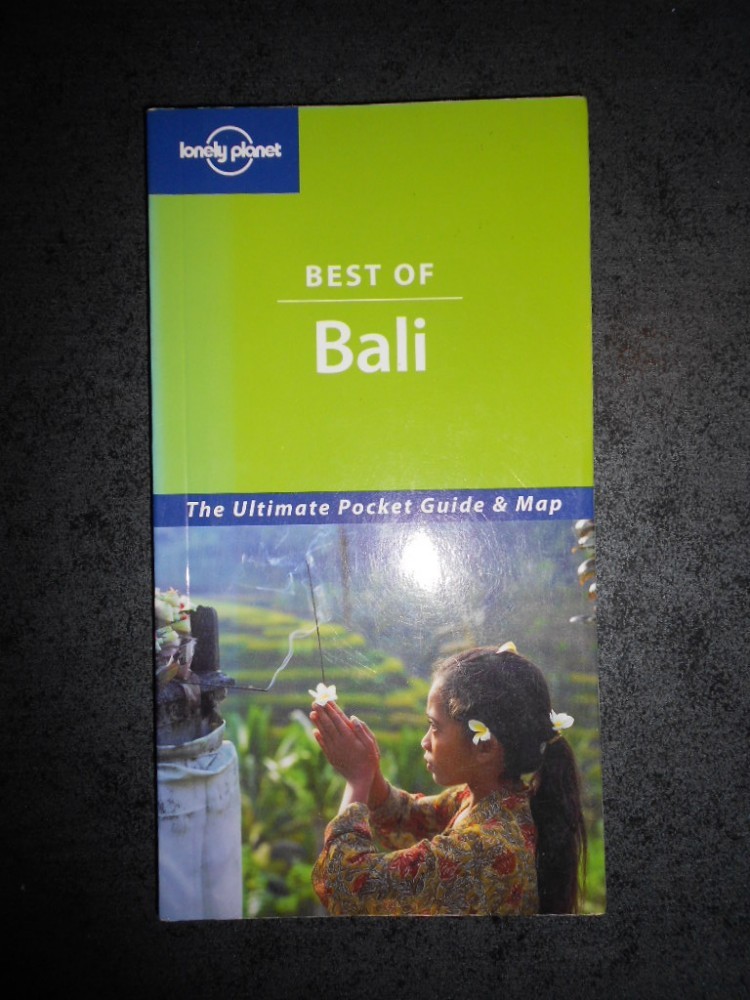 lonely planet
BEST OF
Bali
The Ultimate Pocket Guide & Map